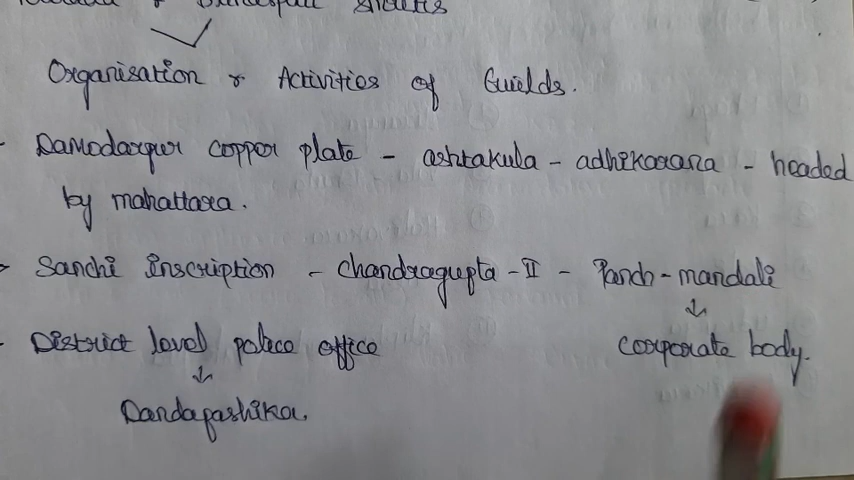 Organisation & Activities of Guields.
- Damodarpur copper plate - ashtakula - adhikarana - headed
by mahattara.
Sanchi inscription - Chandragupta - II - Panch - mandali
↓
- District level police office corporate body.
↓
Dandapashika.